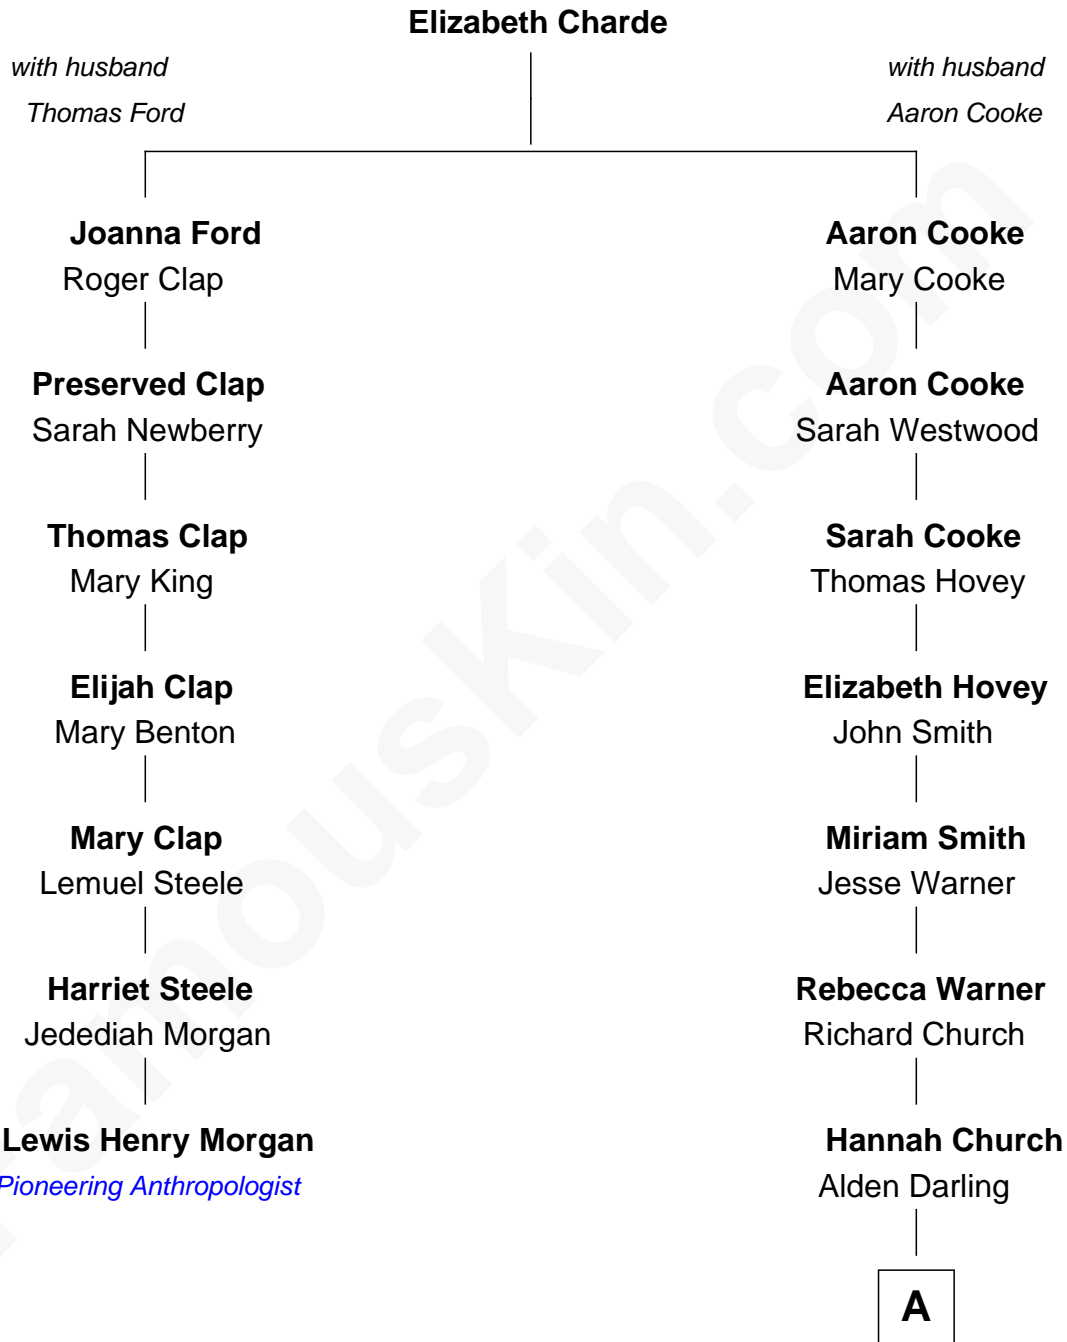 Elizabeth Charde
with husband
Thomas Ford
with husband
Aaron Cooke
Joanna Ford
Roger Clap
Aaron Cooke
Mary Cooke
Preserved Clap
Sarah Newberry
Aaron Cooke
Sarah Westwood
Thomas Clap
Mary King
Sarah Cooke
Thomas Hovey
Elijah Clap
Mary Benton
Elizabeth Hovey
John Smith
Mary Clap
Lemuel Steele
Miriam Smith
Jesse Warner
Harriet Steele
Jedediah Morgan
Rebecca Warner
Richard Church
Lewis Henry Morgan
Pioneering Anthropologist
Hannah Church
Alden Darling
A
FamousKin.com